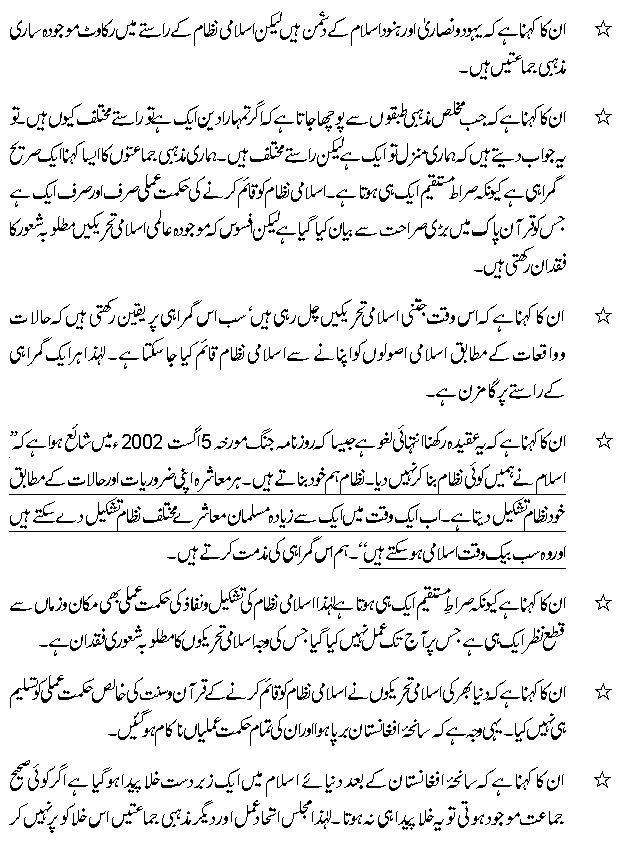 ☆ ان کا کہنا ہے کہ یہود و نصاریٰ اور ہنود اسلام کے دشمن ہیں لیکن اسلامی نظام کے راستے میں رکاوٹ موجودہ ساری
مذہبی جماعتیں ہیں۔
☆ ان کا کہنا ہے کہ جب مخلص مذہبی طبقوں سے پوچھا جاتا ہے کہ اگر تمہارا دین ایک ہے تو راستے مختلف کیوں ہیں۔ تو
یہ جواب دیتے ہیں کہ ہماری منزل تو ایک ہے لیکن راستے مختلف ہیں۔ ہماری مذہبی جماعتوں کا ایسا کہنا ایک صریح
گمراہی ہے کیونکہ صراط مستقیم ایک ہی ہوتا ہے۔ اسلامی نظام کو قائم کرنے کی حکمت عملی صرف اور صرف ایک ہے
جس کو قرآن پاک میں بڑی صراحت سے بیان کیا گیا ہے لیکن افسوس کہ موجودہ عالمی اسلامی تحریکیں مطلوبہ شعور کا
فقدان رکھتی ہیں۔
☆ ان کا کہنا ہے کہ اس وقت جتنی اسلامی تحریکیں چل رہی ہیں‘ سب اس گمراہی پر یقین رکھتی ہیں کہ حالات
و واقعات کے مطابق اسلامی اصولوں کو اپنانے سے اسلامی نظام قائم کیا جا سکتا ہے۔ لہٰذا ہر ایک گمراہی
کے راستے پر گامزن ہے۔
☆ ان کا کہنا ہے کہ یہ عقیدہ رکھنا انتہائی لغو ہے جیسا کہ روزنامہ جنگ مورخہ 5 اگست 2002ء میں شائع ہوا ہے کہ ”
اسلام نے ہمیں کوئی نظام بنا کر نہیں دیا۔ نظام ہم خود بناتے ہیں۔ ہر معاشرہ اپنی ضروریات اور حالات کے مطابق
خود نظام تشکیل دیتا ہے۔ اب ایک وقت میں ایک سے زیادہ مسلمان معاشرے مختلف نظام تشکیل دے سکتے ہیں
اور وہ سب بیک وقت اسلامی ہو سکتے ہیں“۔ ہم اس گمراہی کی مذمت کرتے ہیں۔
☆ ان کا کہنا ہے کیونکہ صراط مستقیم ایک ہی ہوتا ہے لہٰذا اسلامی نظام کی تشکیل و نفاذ کی حکمت عملی بھی مکان و زماں سے
قطع نظر ایک ہی ہے جس پر آج تک عمل نہیں کیا گیا جس کی وجہ اسلامی تحریکوں کا مطلوبہ شعوری فقدان ہے۔
☆ ان کا کہنا ہے کہ دنیا بھر کی اسلامی تحریکوں نے اسلامی نظام کو قائم کرنے کے قرآن و سنت کی خالص حکمت عملی کو تسلیم
ہی نہیں کیا۔ یہی وجہ ہے کہ سانحۂ افغانستان برپا ہوا اور ان کی تمام حکمت عملیاں ناکام ہو گئیں۔
☆ ان کا کہنا ہے کہ سانحۂ افغانستان کے بعد دنیائے اسلام میں ایک زبردست خلا پیدا ہو گیا ہے اگر کوئی صحیح
جماعت موجود ہوتی تو یہ خلا پیدا ہی نہ ہوتا۔ لہٰذا مجلس اتحاد عمل اور دیگر مذہبی جماعتیں اس خلا کو پر نہیں کر